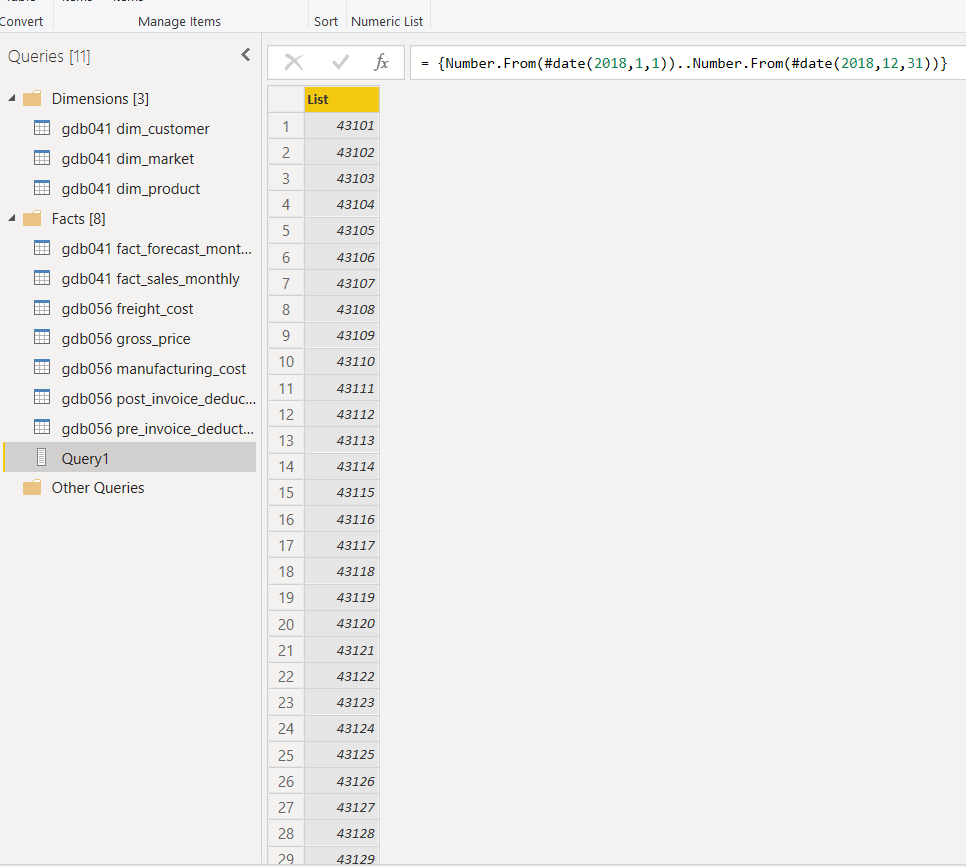 Convert
Manage Items
Sort
Numeric List
Queries [11]
fx
= {Number.From(#date(2018,1,1))..Number.From(#date(2018,12,31))}
Dimensions [3]
gdb041 dim_customer
gdb041 dim_market
gdb041 dim_product
Facts [8]
gdb041 fact_forecast_mont...
gdb041 fact_sales_monthly
gdb056 freight_cost
gdb056 gross_price
gdb056 manufacturing_cost
gdb056 post_invoice_deduc...
gdb056 pre_invoice_deduct...
Query1
Other Queries
List
1 43101
2 43102
3 43103
4 43104
5 43105
6 43106
7 43107
8 43108
9 43109
10 43110
11 43111
12 43112
13 43113
14 43114
15 43115
16 43116
17 43117
18 43118
19 43119
20 43120
21 43121
22 43122
23 43123
24 43124
25 43125
26 43126
27 43127
28 43128
29 43129